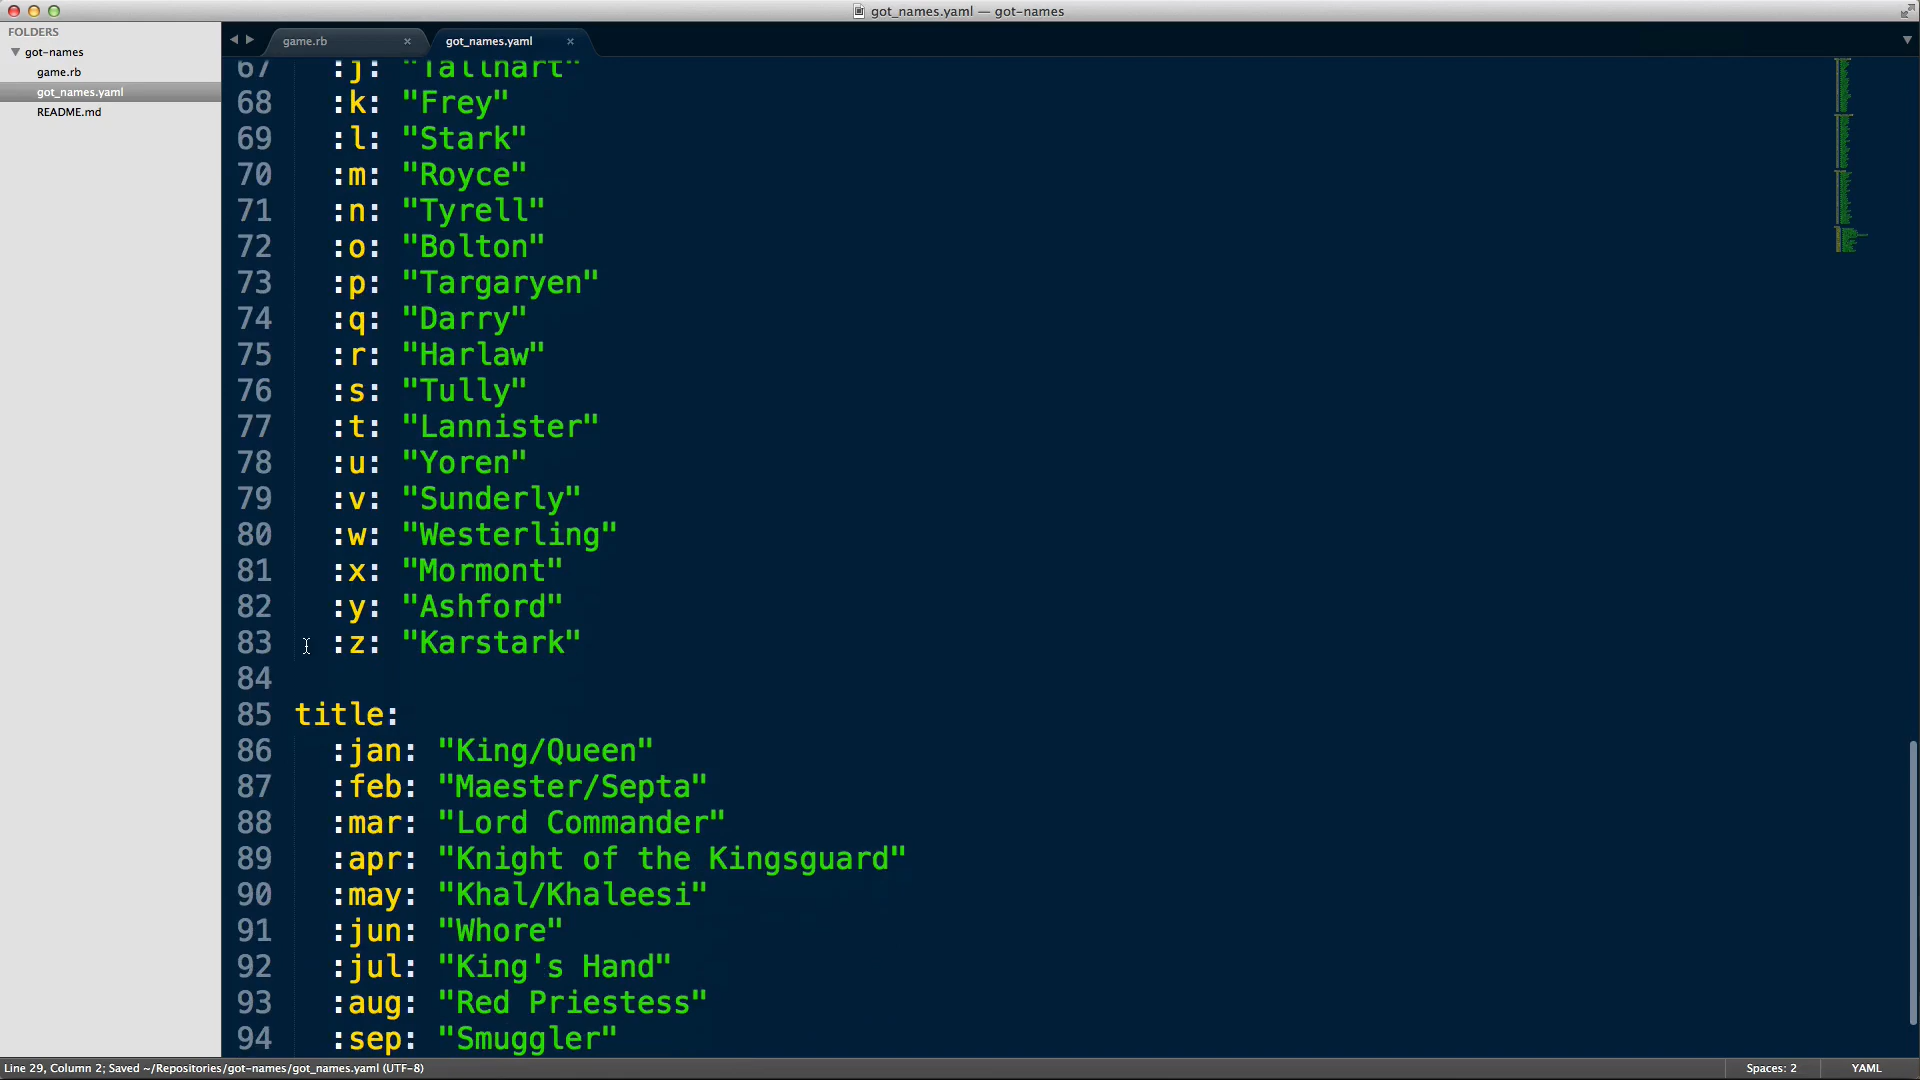 got_names.yaml — got-names
FOLDERS
got-names
game.rb
got_names.yaml
README.md
game.rb ×
got_names.yaml ×
67 :j: "Tallhart"
68 :k: "Frey"
69 :l: "Stark"
70 :m: "Royce"
71 :n: "Tyrell"
72 :o: "Bolton"
73 :p: "Targaryen"
74 :q: "Darry"
75 :r: "Harlaw"
76 :s: "Tully"
77 :t: "Lannister"
78 :u: "Yoren"
79 :v: "Sunderly"
80 :w: "Westerling"
81 :x: "Mormont"
82 :y: "Ashford"
83 :z: "Karstark"
84
85 title:
86 :jan: "King/Queen"
87 :feb: "Maester/Septa"
88 :mar: "Lord Commander"
89 :apr: "Knight of the Kingsguard"
90 :may: "Khal/Khaleesi"
91 :jun: "Whore"
92 :jul: "King's Hand"
93 :aug: "Red Priestess"
94 :sep: "Smuggler"
Line 29, Column 2; Saved ~/Repositories/got-names/got_names.yaml (UTF-8)
Spaces: 2
YAML